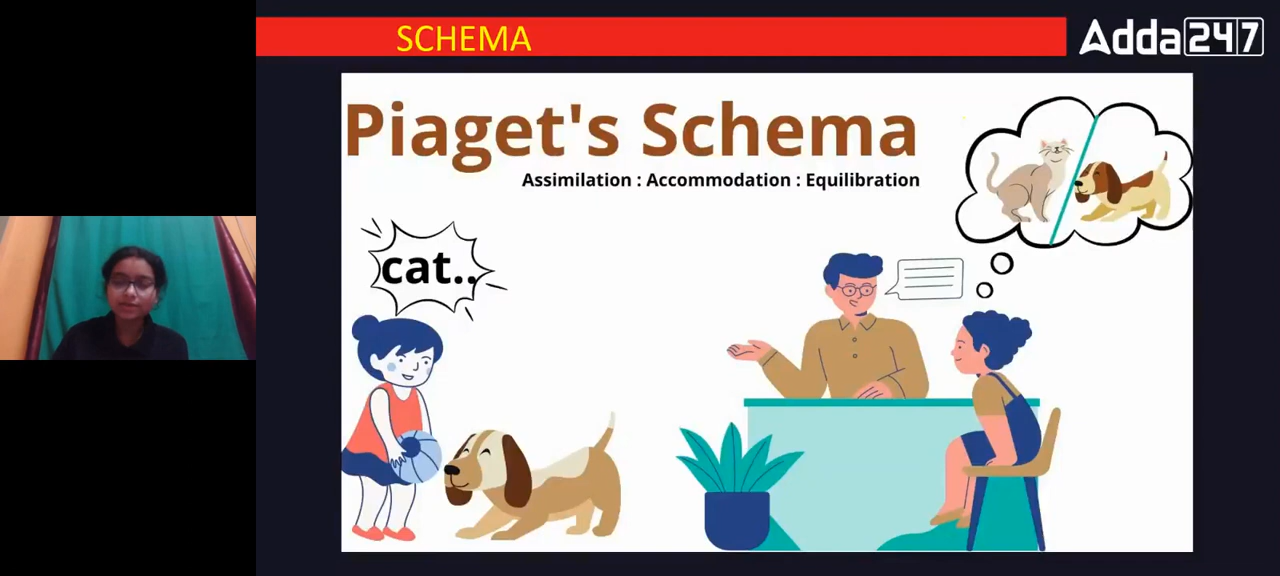 SCHEMA
Adda247
Piaget's Schema
Assimilation : Accommodation : Equilibration
cat..